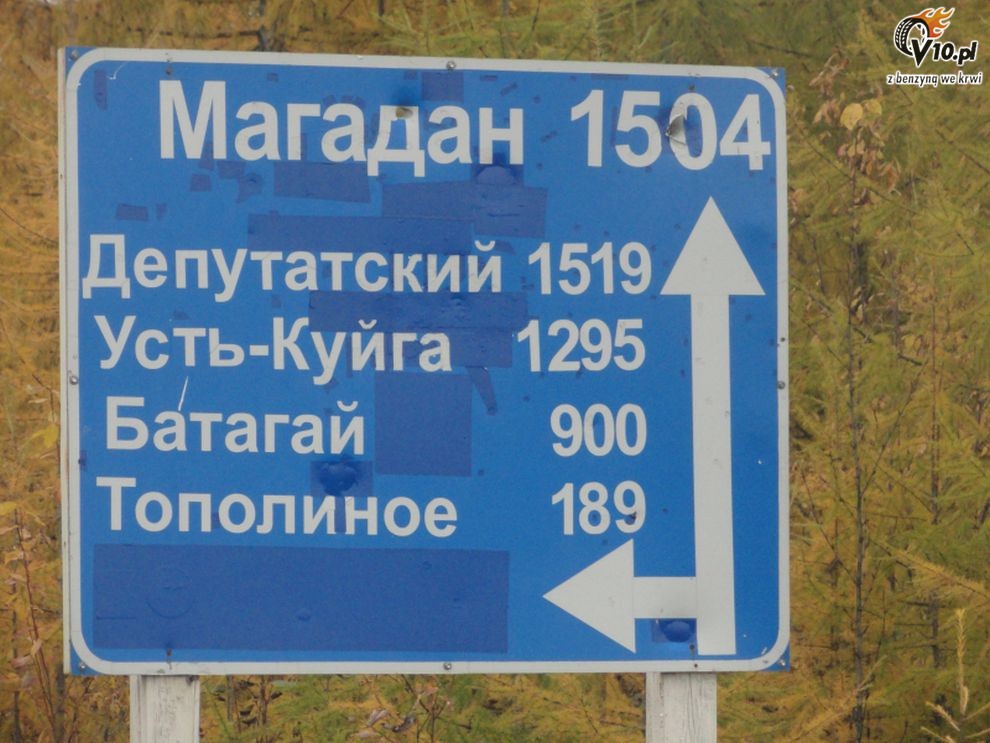 V10.pl
z benzyną we krwi
Магадан 1504
Депутатский 1519
Усть-Куйга 1295
Батагай 900
Тополиное 189